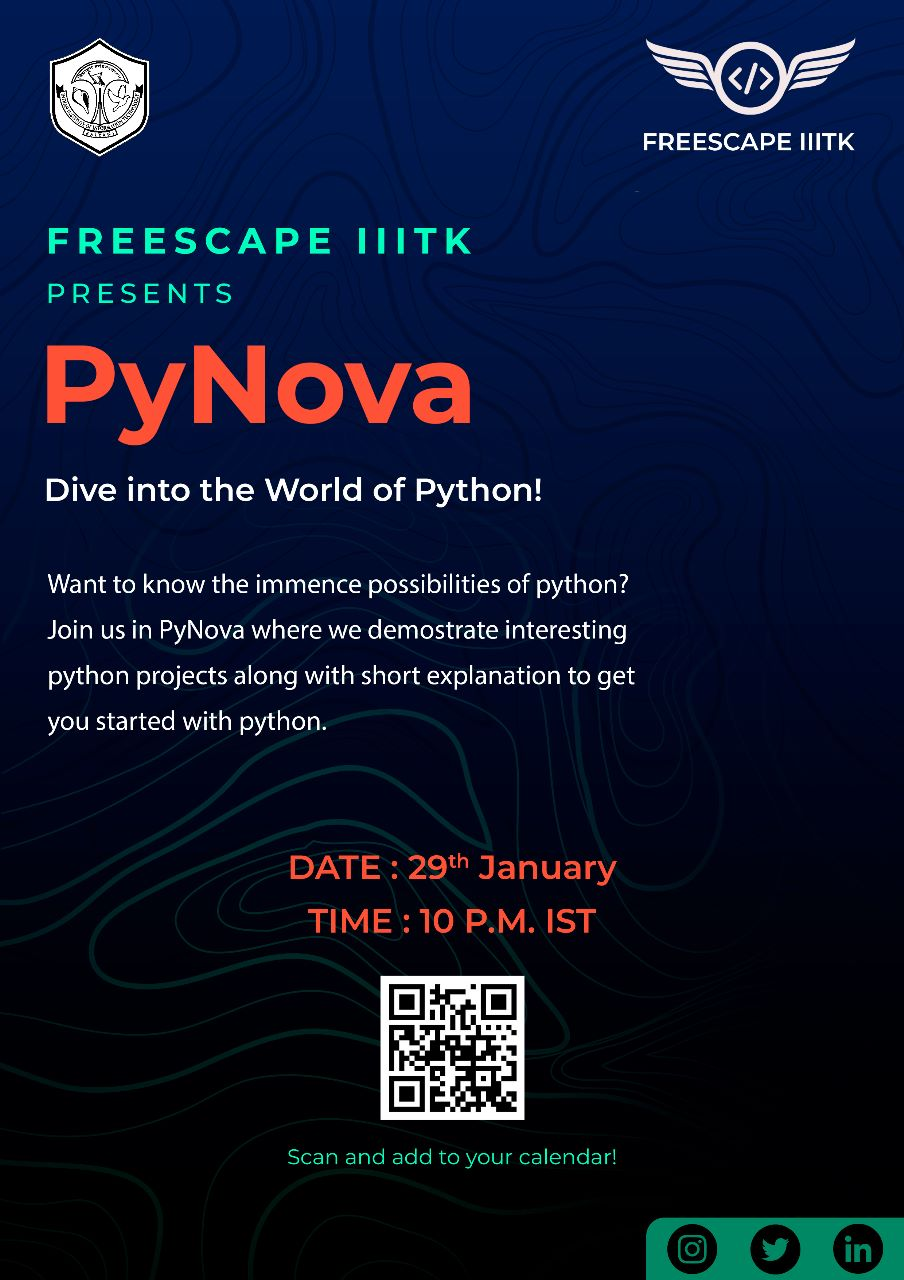 FREESCAPE IIITK
FREESCAPE IIITK
PRESENTS
PyNova
Dive into the World of Python!
Want to know the immence possibilities of python?
Join us in PyNova where we demostrate interesting
python projects along with short explanation to get
you started with python.
DATE : 29th January
TIME : 10 P.M. IST
Scan and add to your calendar!